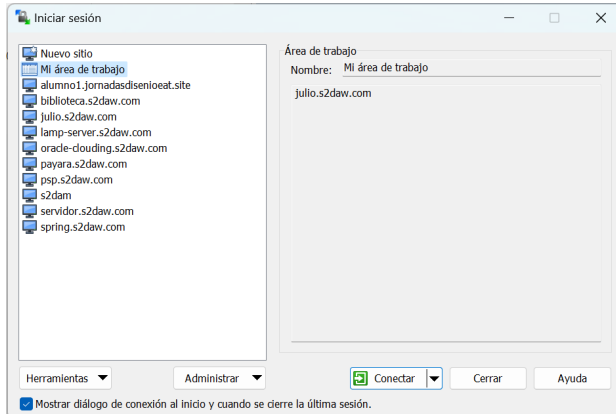 Iniciar sesión
Nuevo sitio
Mi área de trabajo
alumno1.jornadasdisenioeat.site
biblioteca.s2daw.com
julio.s2daw.com
lamp-server.s2daw.com
oracle-clouding.s2daw.com
payara.s2daw.com
psp.s2daw.com
s2dam
servidor.s2daw.com
spring.s2daw.com
Área de trabajo
Nombre: Mi área de trabajo
julio.s2daw.com
Herramientas
Administrar
Conectar
Cerrar
Ayuda
Mostrar diálogo de conexión al inicio y cuando se cierre la última sesión.